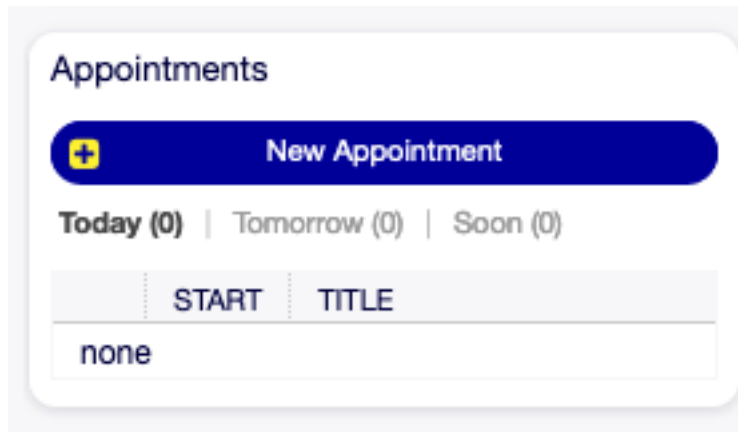 Appointments
New Appointment
Today (0) | Tomorrow (0) | Soon (0)
START TITLE
none